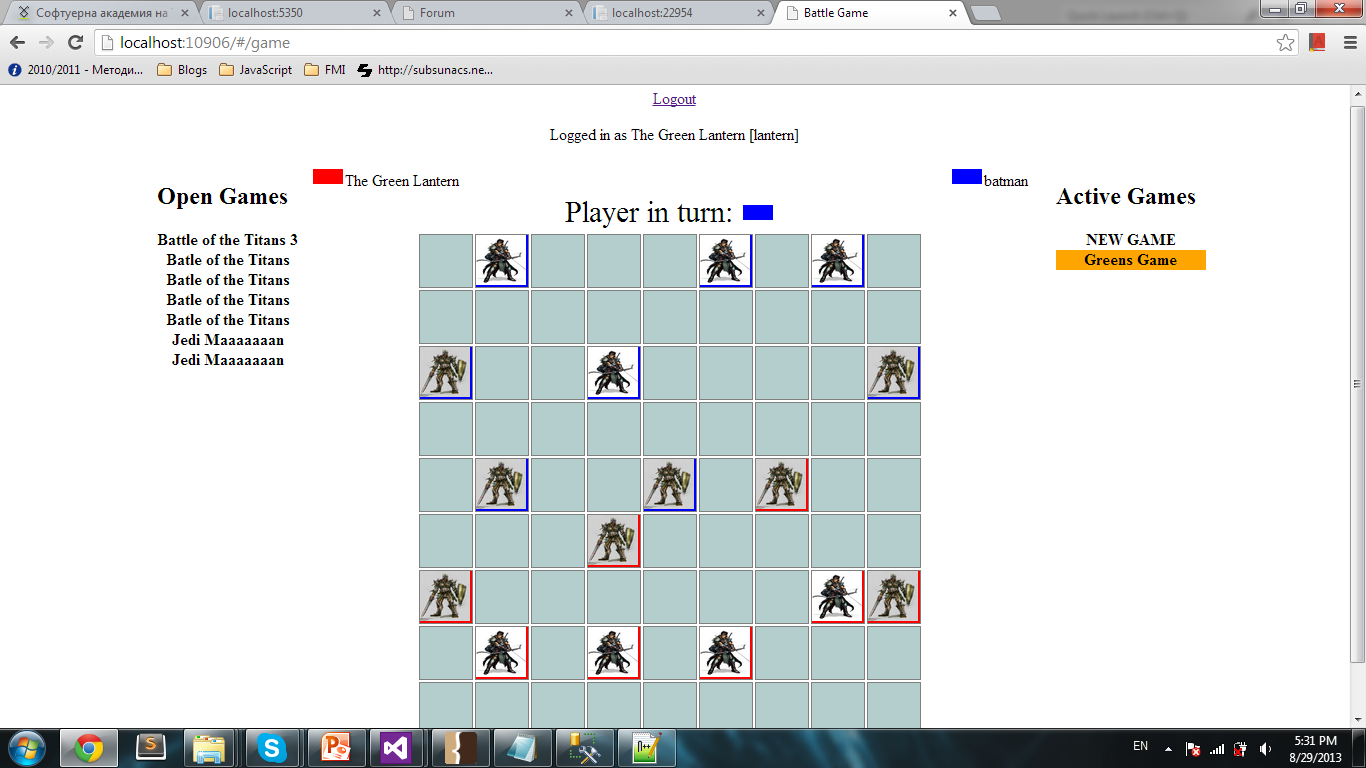 Софтуерна академия на
localhost:5350
Forum
localhost:22954
Battle Game
localhost:10906/#/game
2010/2011 - Методи...
Blogs
JavaScript
FMI
http://subsunacs.ne...
Logout
Logged in as The Green Lantern [lantern]
The Green Lantern
batman
Open Games
Active Games
Player in turn:
Battle of the Titans 3
NEW GAME
Batle of the Titans
Greens Game
Batle of the Titans
Batle of the Titans
Batle of the Titans
Jedi Maaaaaaan
Jedi Maaaaaaan
EN
5:31 PM
8/29/2013